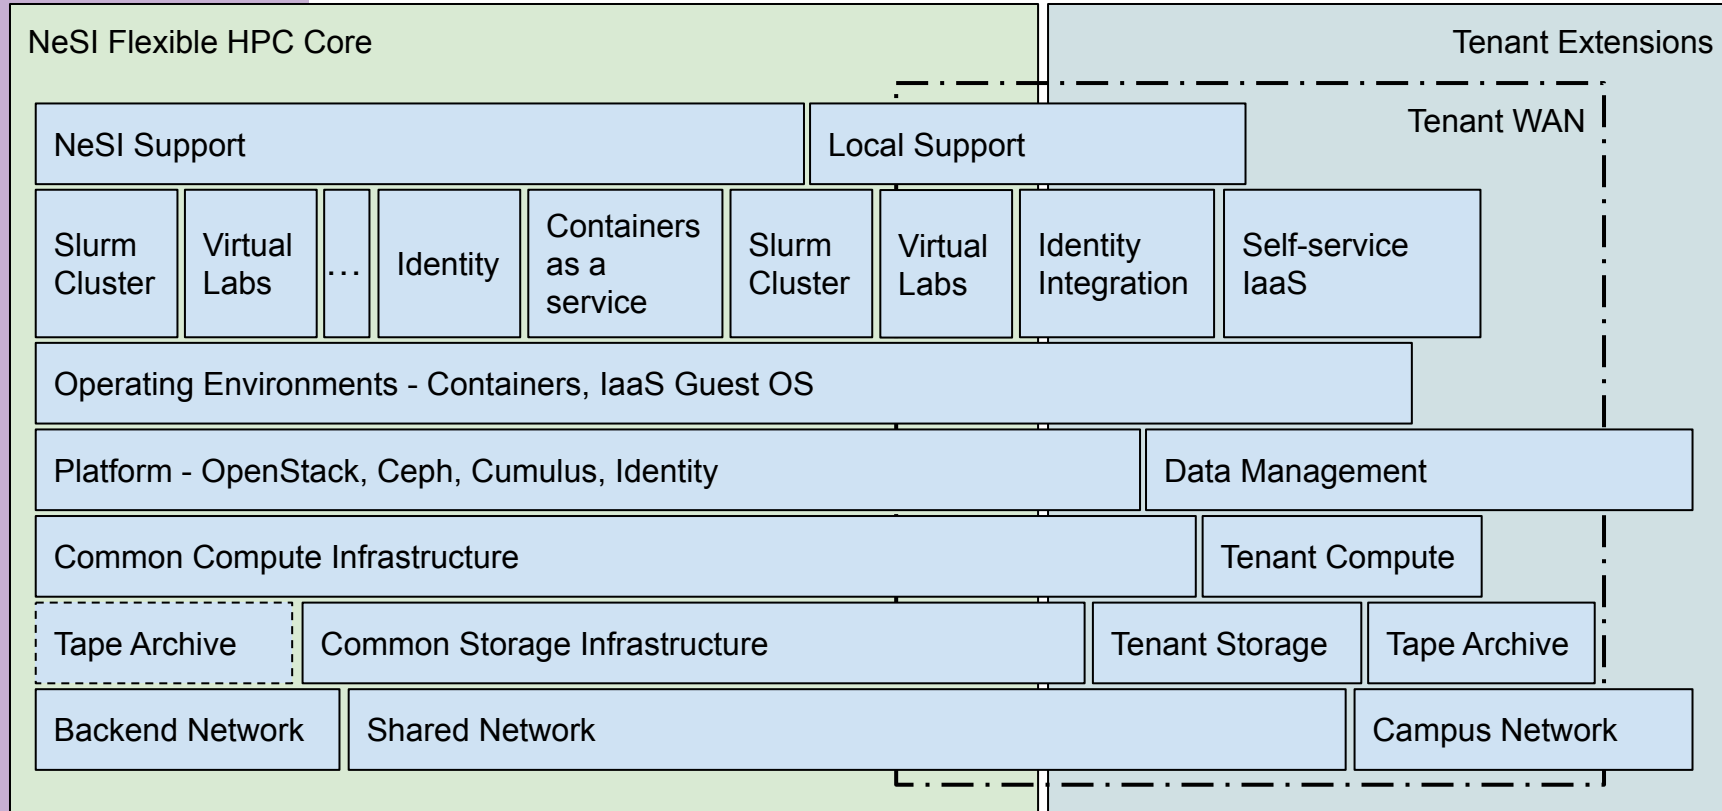 NeSI Flexible HPC Core
Tenant Extensions
Tenant WAN
NeSI Support
Local Support
Slurm
Cluster
Virtual
Labs
...
Identity
Containers
as a
service
Slurm
Cluster
Virtual
Labs
Identity
Integration
Self-service
IaaS
Operating Environments - Containers, IaaS Guest OS
Platform - OpenStack, Ceph, Cumulus, Identity
Data Management
Common Compute Infrastructure
Tenant Compute
Tape Archive
Common Storage Infrastructure
Tenant Storage
Tape Archive
Backend Network
Shared Network
Campus Network